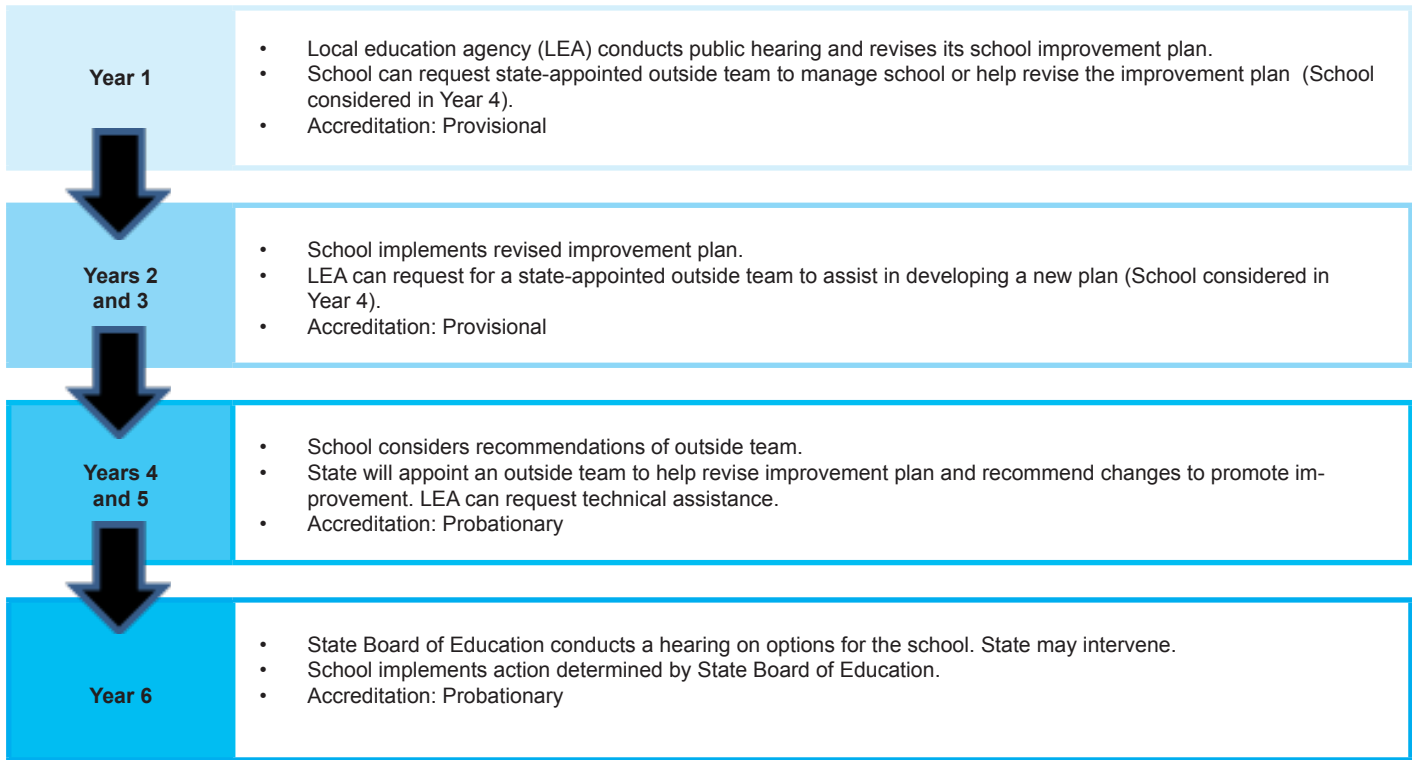 Year 1
• Local education agency (LEA) conducts public hearing and revises its school improvement plan.
• School can request state-appointed outside team to manage school or help revise the improvement plan (School
considered in Year 4).
• Accreditation: Provisional
Years 2
and 3
• School implements revised improvement plan.
• LEA can request for a state-appointed outside team to assist in developing a new plan (School considered in
Year 4).
• Accreditation: Provisional
Years 4
and 5
• School considers recommendations of outside team.
• State will appoint an outside team to help revise improvement plan and recommend changes to promote im-
provement. LEA can request technical assistance.
• Accreditation: Probationary
Year 6
• State Board of Education conducts a hearing on options for the school. State may intervene.
• School implements action determined by State Board of Education.
• Accreditation: Probationary